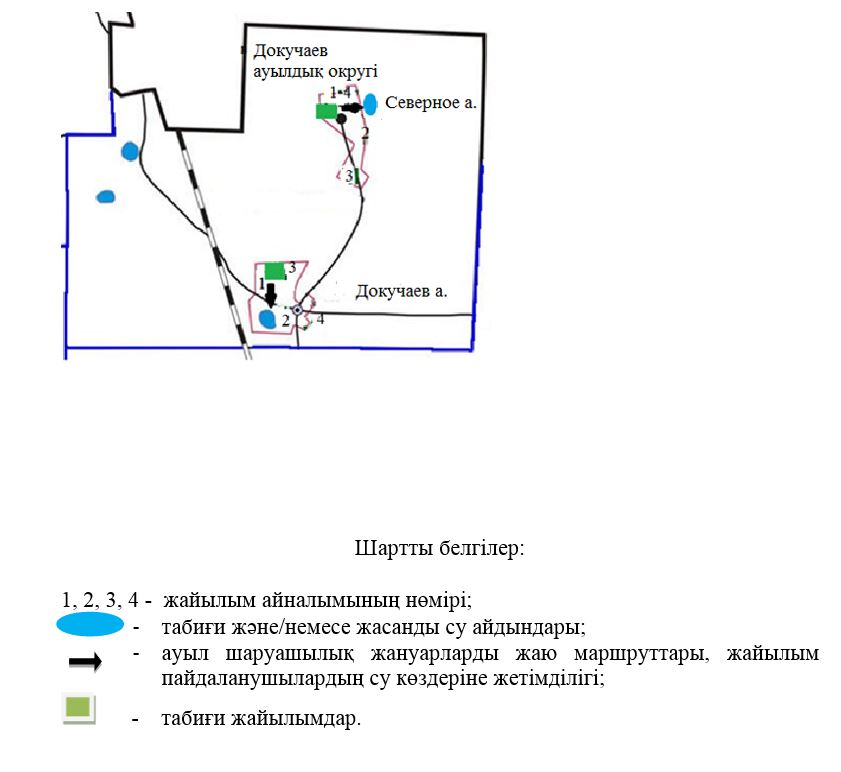 Докучаев
ауылдық округі
1-4
Северное а.
2
3
3
1
Докучаев а.
2
4
Шартты белгілер:
1, 2, 3, 4 - жайылым айналымының нөмірі;
- табиғи және/немесе жасанды су айдындары;
- ауыл шаруашылық жануарларды жаю маршруттары, жайылым
пайдаланушылардың су көздеріне жетімділігі;
- табиғи жайылымдар.